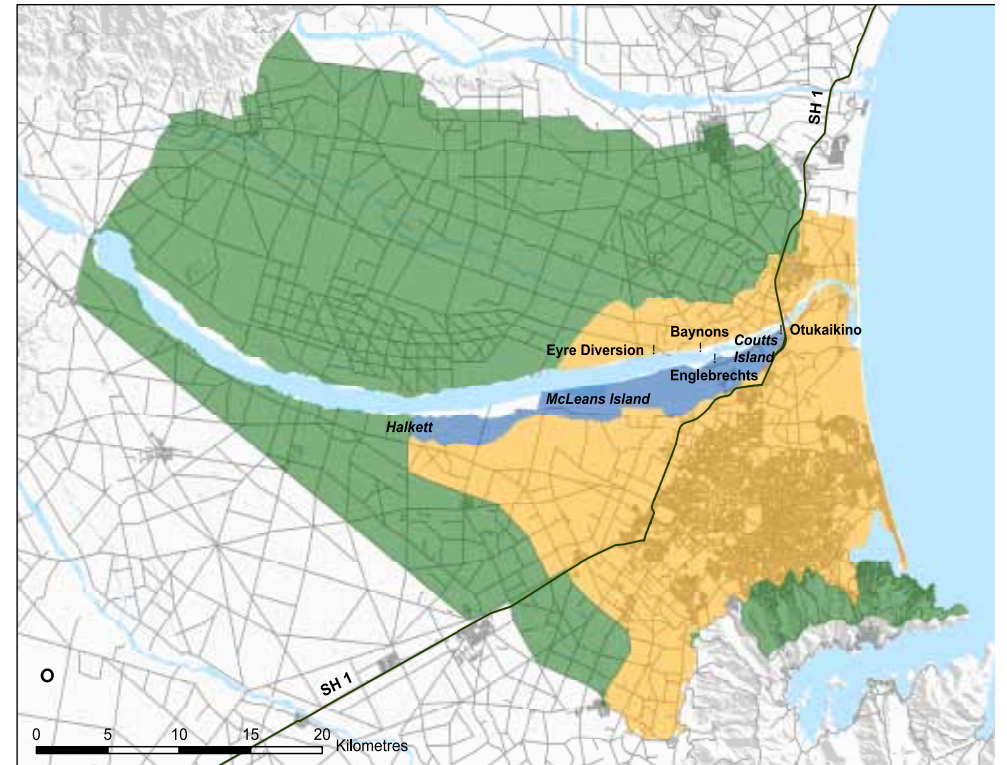 SH 1
Baynons
Otukaikino
Eyre Diversion
Coutts
Island
Englebrechts
McLeans Island
Halkett
O
SH 1
0 5 10 15 20
Kilometres